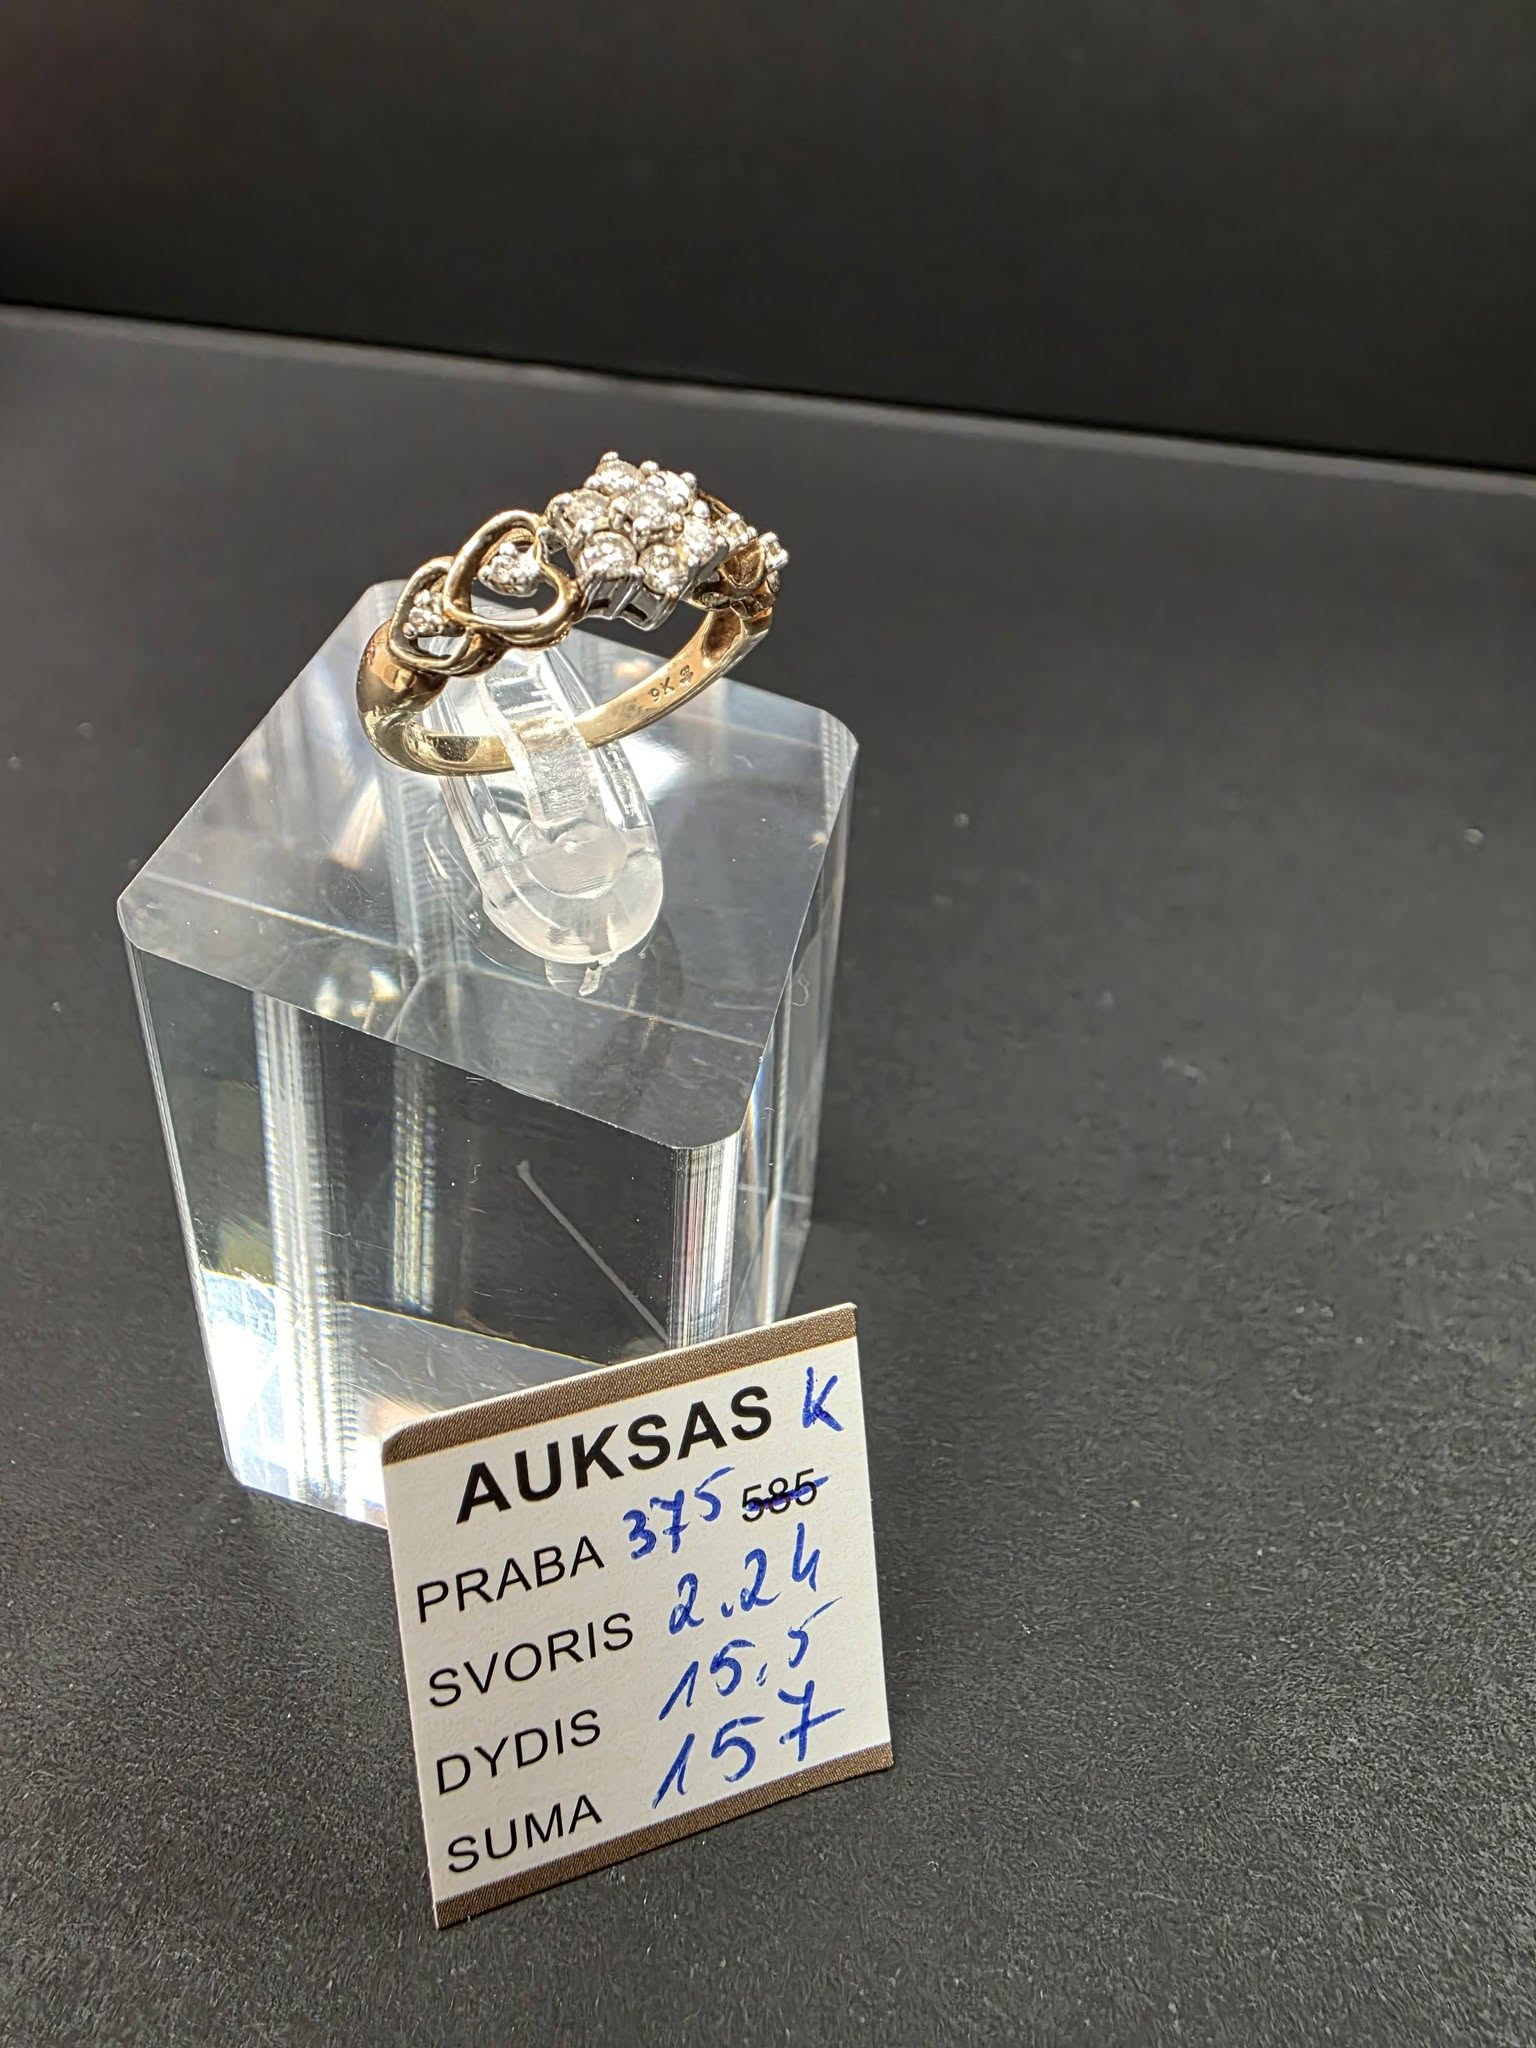 9K
AUKSAS K
PRABA 375 585
SVORIS 2.24
DYDIS 15.5
SUMA 157